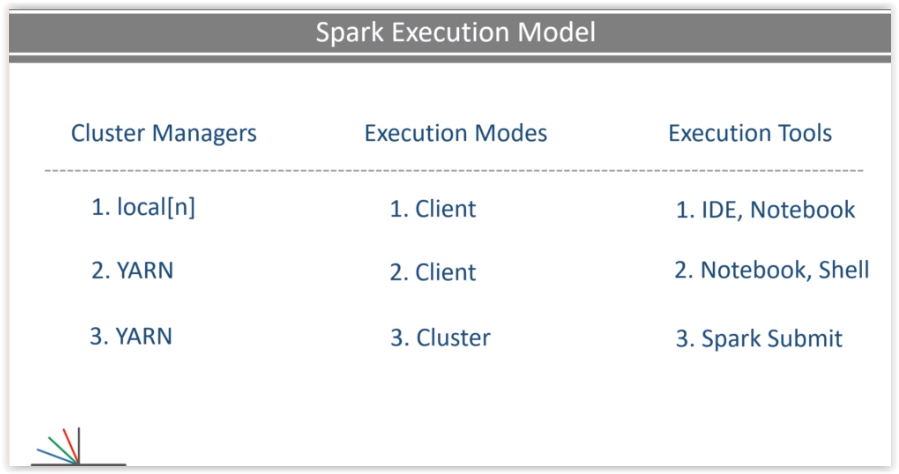 Spark Execution Model
Cluster Managers Execution Modes Execution Tools
1. local[n] 1. Client 1. IDE, Notebook
2. YARN 2. Client 2. Notebook, Shell
3. YARN 3. Cluster 3. Spark Submit